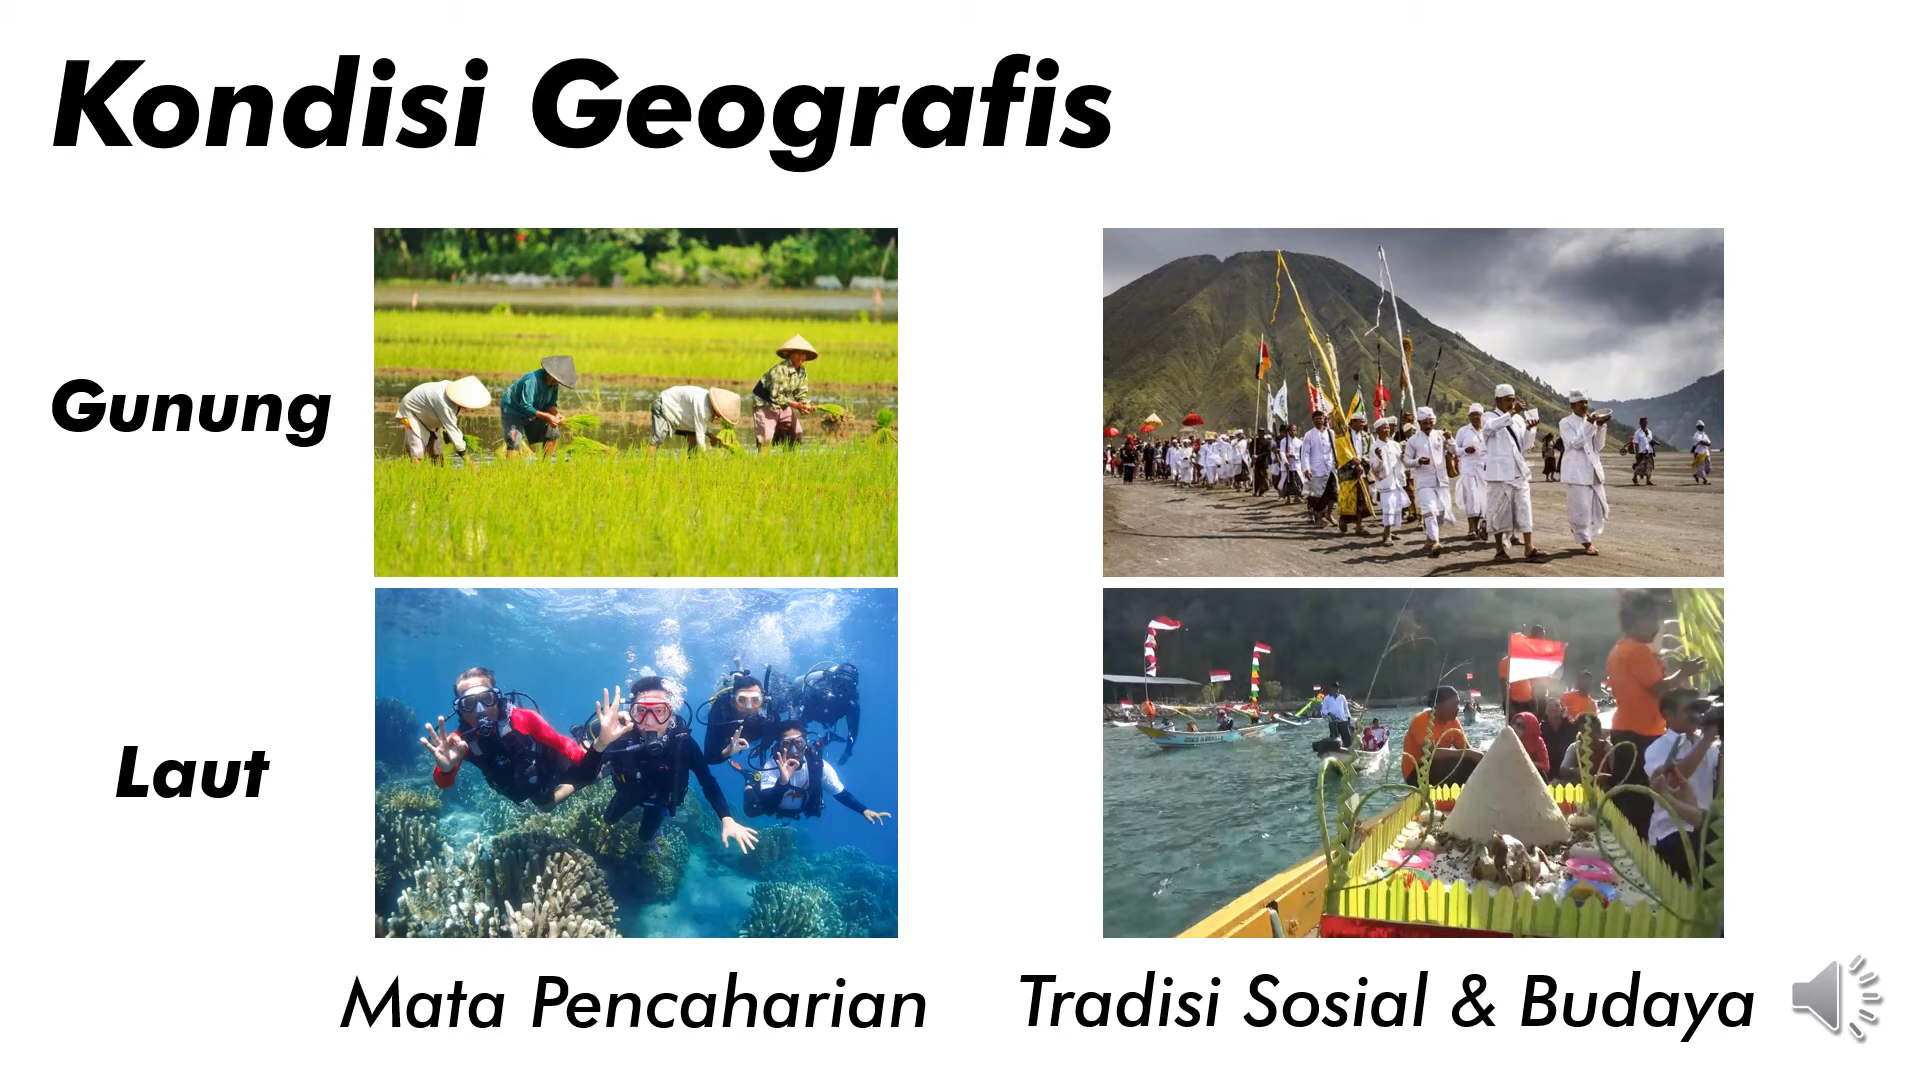 Kondisi Geografis
Gunung
Laut
Mata Pencaharian
Tradisi Sosial & Budaya